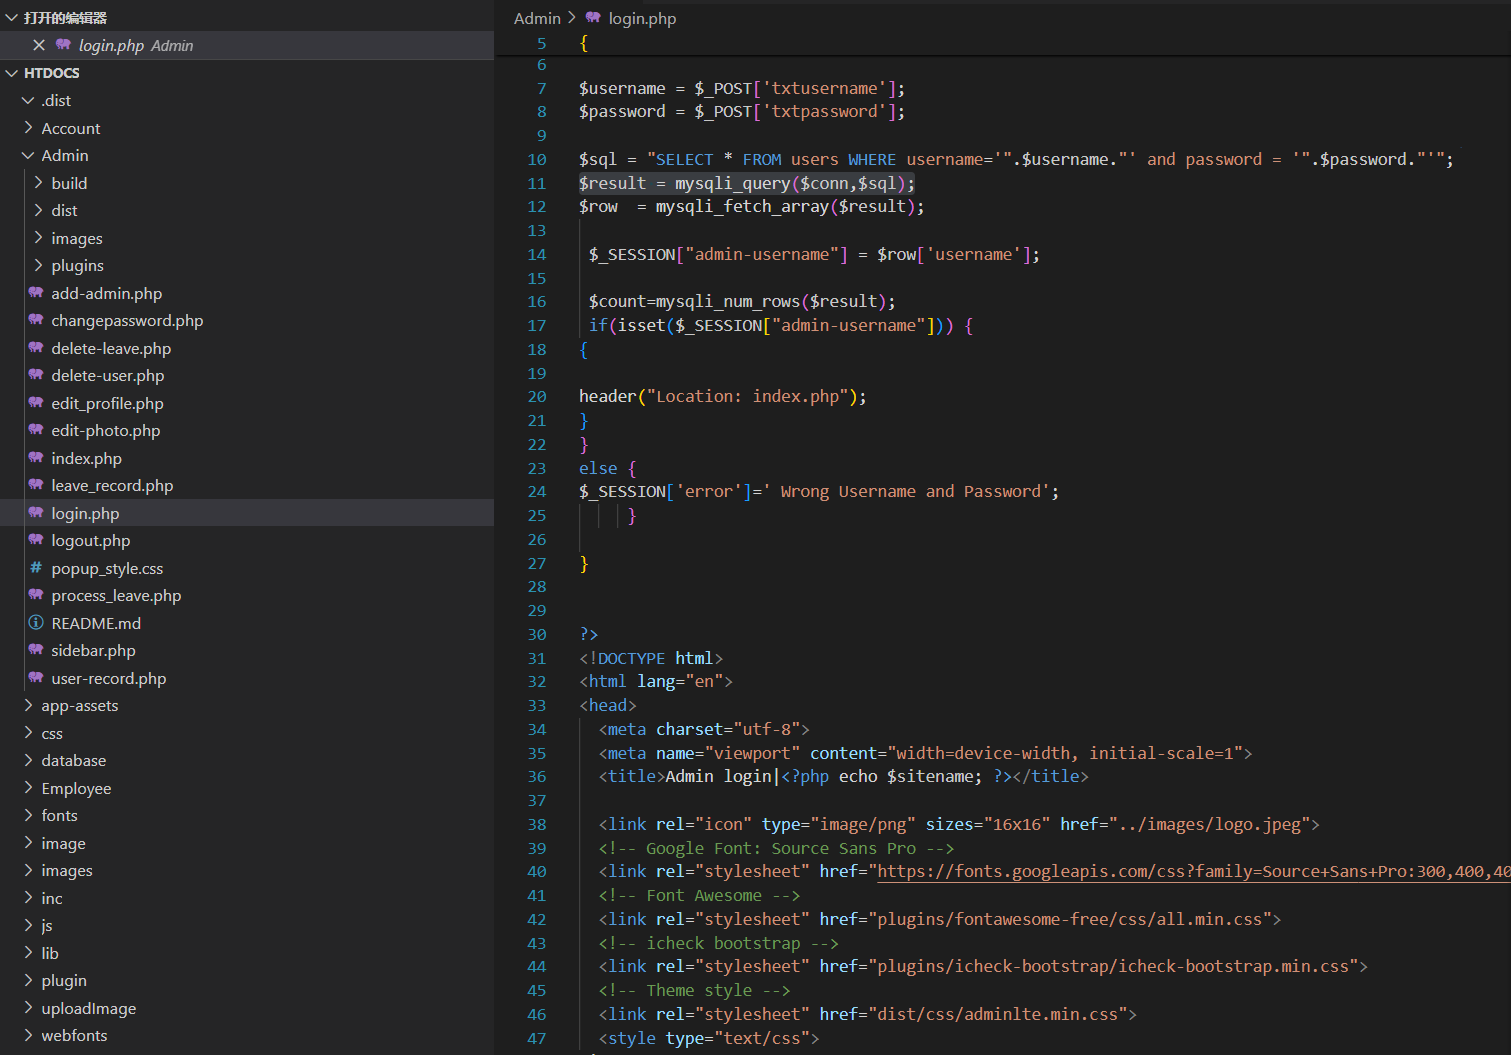 打开的编辑器
login.php Admin
HTDOCS
.dist
Account
Admin
build
dist
images
plugins
add-admin.php
changepassword.php
delete-leave.php
delete-user.php
edit_profile.php
edit-photo.php
index.php
leave_record.php
login.php
logout.php
popup_style.css
process_leave.php
README.md
sidebar.php
user-record.php
app-assets
css
database
Employee
fonts
image
images
inc
js
lib
plugin
uploadImage
webfonts
Admin > login.php
5 {
6
7 $username = $_POST['txtusername'];
8 $password = $_POST['txtpassword'];
9
10 $sql = "SELECT * FROM users WHERE username='".$username."' and password = '".$password."'";
11 $result = mysqli_query($conn,$sql);
12 $row  = mysqli_fetch_array($result);
13
14 $_SESSION["admin-username"] = $row['username'];
15
16 $count=mysqli_num_rows($result);
17 if(isset($_SESSION["admin-username"])) {
18 {
19
20 header("Location: index.php");
21 }
22 }
23 else {
24 $_SESSION['error']=' Wrong Username and Password';
25 }
26
27 }
28
29
30 ?>
31 <!DOCTYPE html>
32 <html lang="en">
33 <head>
34 <meta charset="utf-8">
35 <meta name="viewport" content="width=device-width, initial-scale=1">
36 <title>Admin login|<?php echo $sitename; ?></title>
37
38 <link rel="icon" type="image/png" sizes="16x16" href="../images/logo.jpeg">
39 <!-- Google Font: Source Sans Pro -->
40 <link rel="stylesheet" href="https://fonts.googleapis.com/css?family=Source+Sans+Pro:300,400,40
41 <!-- Font Awesome -->
42 <link rel="stylesheet" href="plugins/fontawesome-free/css/all.min.css">
43 <!-- icheck bootstrap -->
44 <link rel="stylesheet" href="plugins/icheck-bootstrap/icheck-bootstrap.min.css">
45 <!-- Theme style -->
46 <link rel="stylesheet" href="dist/css/adminlte.min.css">
47 <style type="text/css">